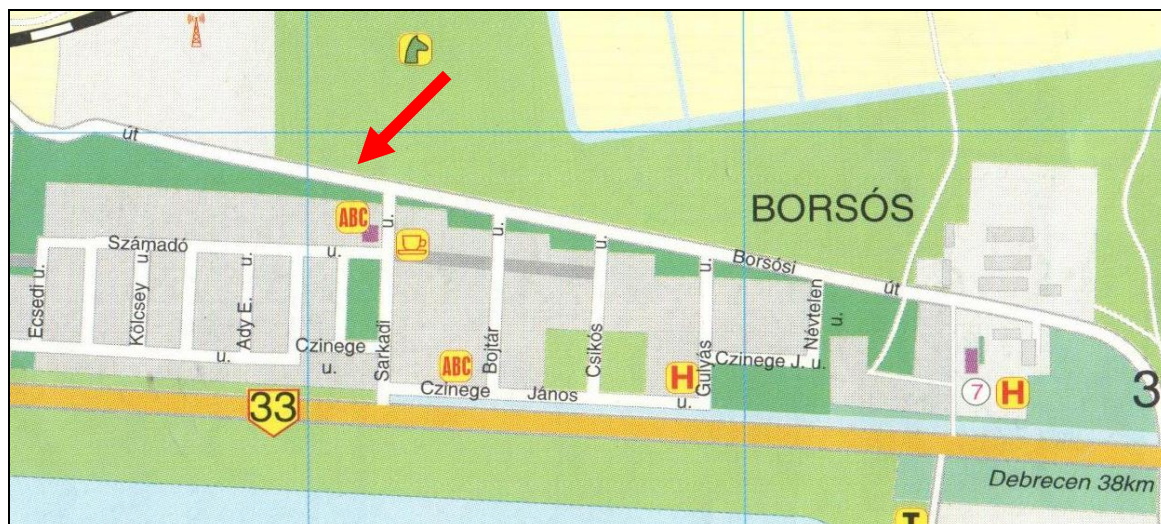 út
ABC
u.
u.
BORSÓS
Számadó
u.
u.
u.
u.
u.
Borsósi
út
Ecsedi u.
Kölcsey
Ady E.
Czinege
u.
u.
Sarkadi
Bojtár
Csikós
Gulyás
Czinege J. u.
Névtelen
u.
ABC
Czinege
János
u.
H
7
H
33
3
Debrecen 38km
T